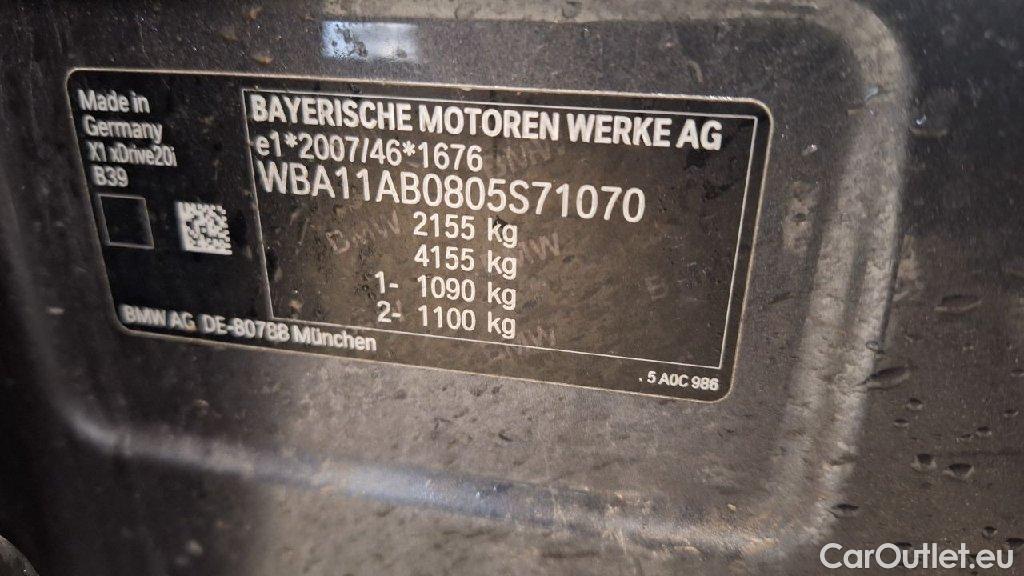 Made in
Germany
X1 xDrive20i
B39
BAYERISCHE MOTOREN WERKE AG
e1*2007/46*1676
WBA11AB0805S71070
2155 kg
4155 kg
1- 1090 kg
2- 1100 kg
BMW AG DE-80788 München
. 5 A0C 986
CarOutlet.eu